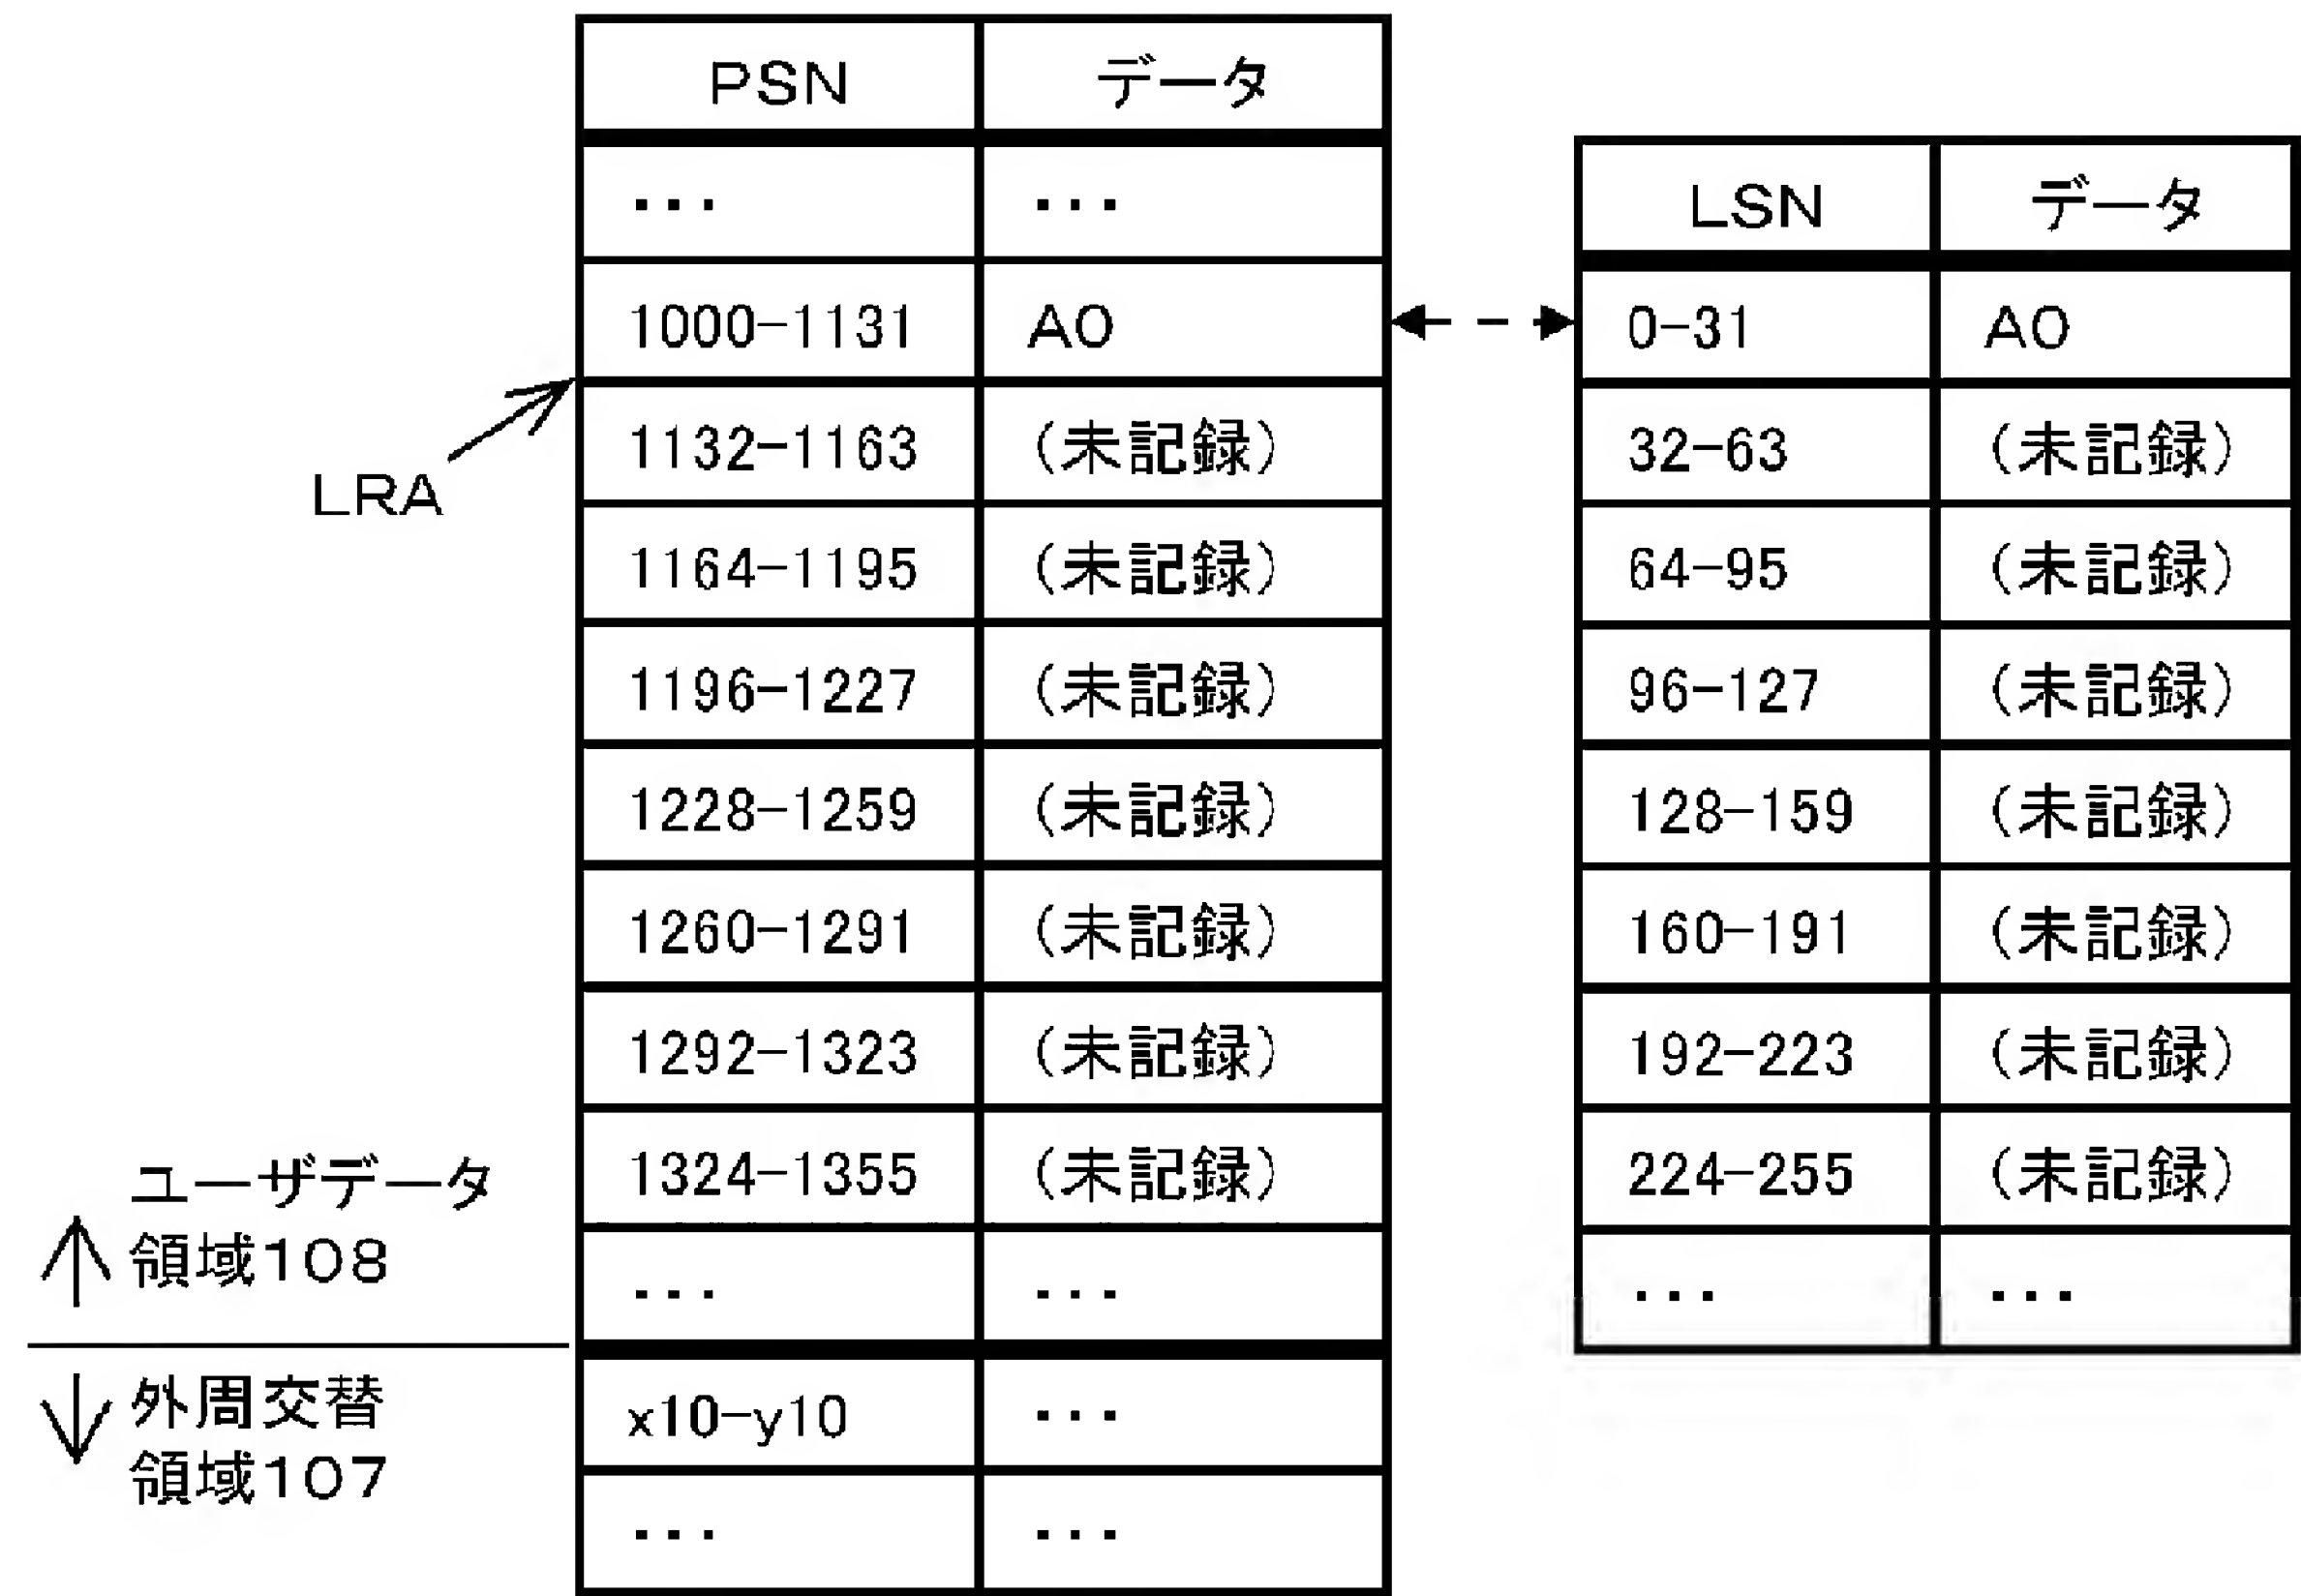 PSN データ
··· ···
1000-1131 A0
1132-1163 (未記録)
1164-1195 (未記録)
1196-1227 (未記録)
1228-1259 (未記録)
1260-1291 (未記録)
1292-1323 (未記録)
1324-1355 (未記録)
··· ···
x10-y10 ···
··· ···
LRA
ユーザデータ
領域108
外周交替
領域107
LSN データ
0-31 A0
32-63 (未記録)
64-95 (未記録)
96-127 (未記録)
128-159 (未記録)
160-191 (未記録)
192-223 (未記録)
224-255 (未記録)
··· ···